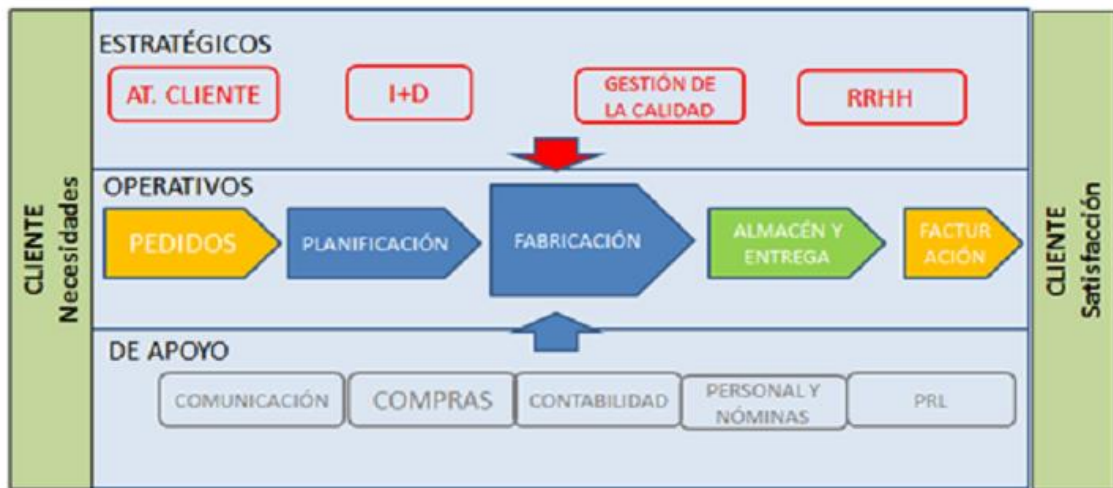 CLIENTE
Necesidades
ESTRATÉGICOS
AT. CLIENTE
I+D
GESTIÓN DE
LA CALIDAD
RRHH
OPERATIVOS
PEDIDOS
PLANIFICACIÓN
FABRICACIÓN
ALMACÉN Y
ENTREGA
FACTUR
ACIÓN
DE APOYO
COMUNICACIÓN
COMPRAS
CONTABILIDAD
PERSONAL Y
NÓMINAS
PRL
CLIENTE
Satisfacción